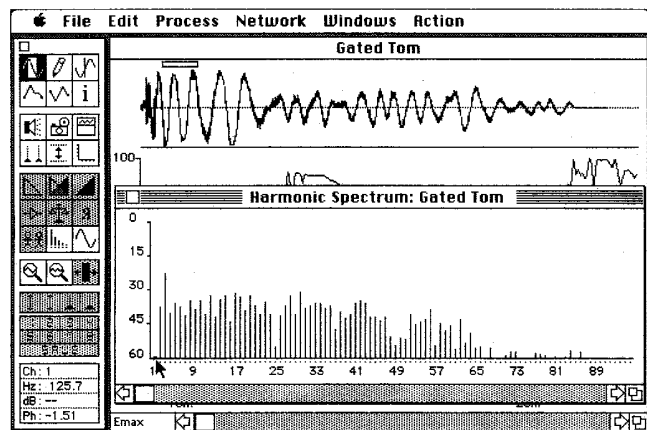 File Edit Process Network Windows Action
Gated Tom
i
100
Harmonic Spectrum: Gated Tom
0
15
30
45
60
1 9 17 25 33 41 49 57 65 73 81 89
Ch: 1
Hz: 125.7
dB: --
Ph: -1.51
Emax